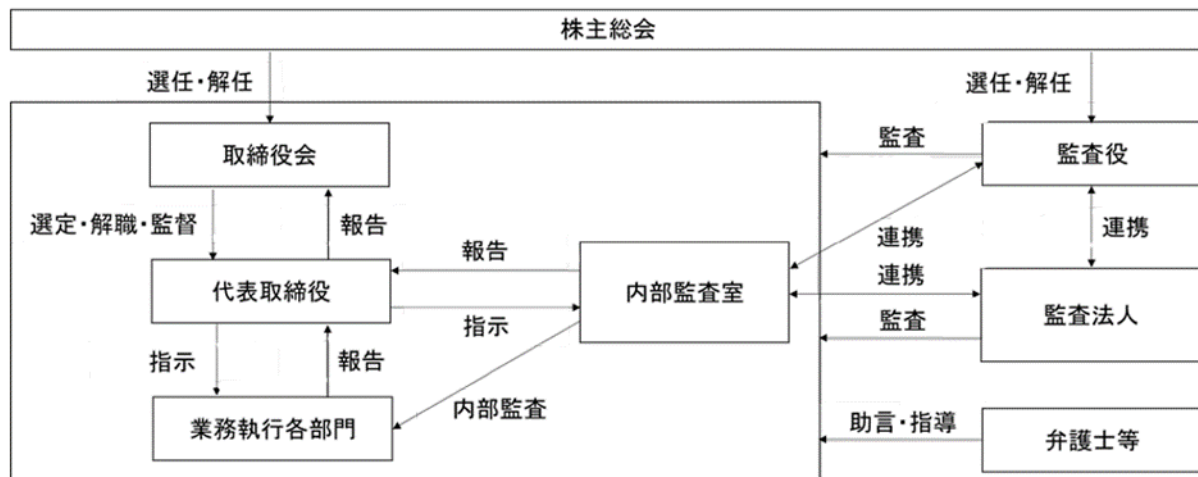 株主総会
選任・解任
選任・解任
取締役会
監査
監査役
選定・解職・監督
報告
連携
連携
報告
代表取締役
内部監査室
連携
監査法人
指示
監査
指示
報告
内部監査
業務執行各部門
助言・指導
弁護士等